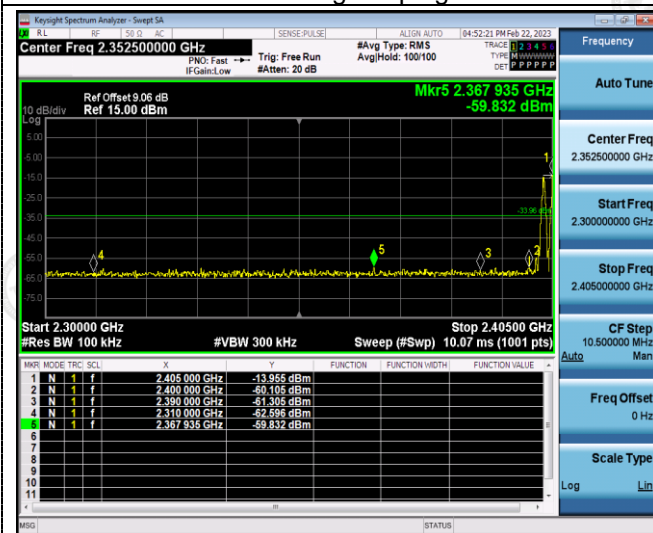 Keysight Spectrum Analyzer - Swept SA
RL RF 50 Ω AC SENSE:PULSE ALIGN AUTO 04:52:21 PM Feb 22, 2023
Center Freq 2.352500000 GHz #Avg Type: RMS TRACE 1 2 3 4 5 6
PNO: Fast Trig: Free Run Avg|Hold: 100/100 TYPE M WWWWW
IFGain:Low #Atten: 20 dB DET P P P P P P
Frequency
Auto Tune
Mkr5 2.367 935 GHz
-59.832 dBm
Ref Offset 9.06 dB
10 dB/div Ref 15.00 dBm
Log
5.00
-5.00
-15.0
-25.0
-35.0
-45.0
-55.0
-65.0
-75.0
1
-33.96 dBm
4
5
3
2
Start 2.30000 GHz Stop 2.40500 GHz
#Res BW 100 kHz #VBW 300 kHz Sweep (#Swp) 10.07 ms (1001 pts)
MKR MODE TRC SCL X Y FUNCTION FUNCTION WIDTH FUNCTION VALUE
1 N 1 f 2.405 000 GHz -13.955 dBm
2 N 1 f 2.400 000 GHz -60.105 dBm
3 N 1 f 2.390 000 GHz -61.305 dBm
4 N 1 f 2.310 000 GHz -62.596 dBm
5 N 1 f 2.367 935 GHz -59.832 dBm
6
7
8
9
10
11
Center Freq
2.352500000 GHz
Start Freq
2.300000000 GHz
Stop Freq
2.405000000 GHz
CF Step
10.500000 MHz
Auto Man
Freq Offset
0 Hz
Scale Type
Log Lin
MSG STATUS